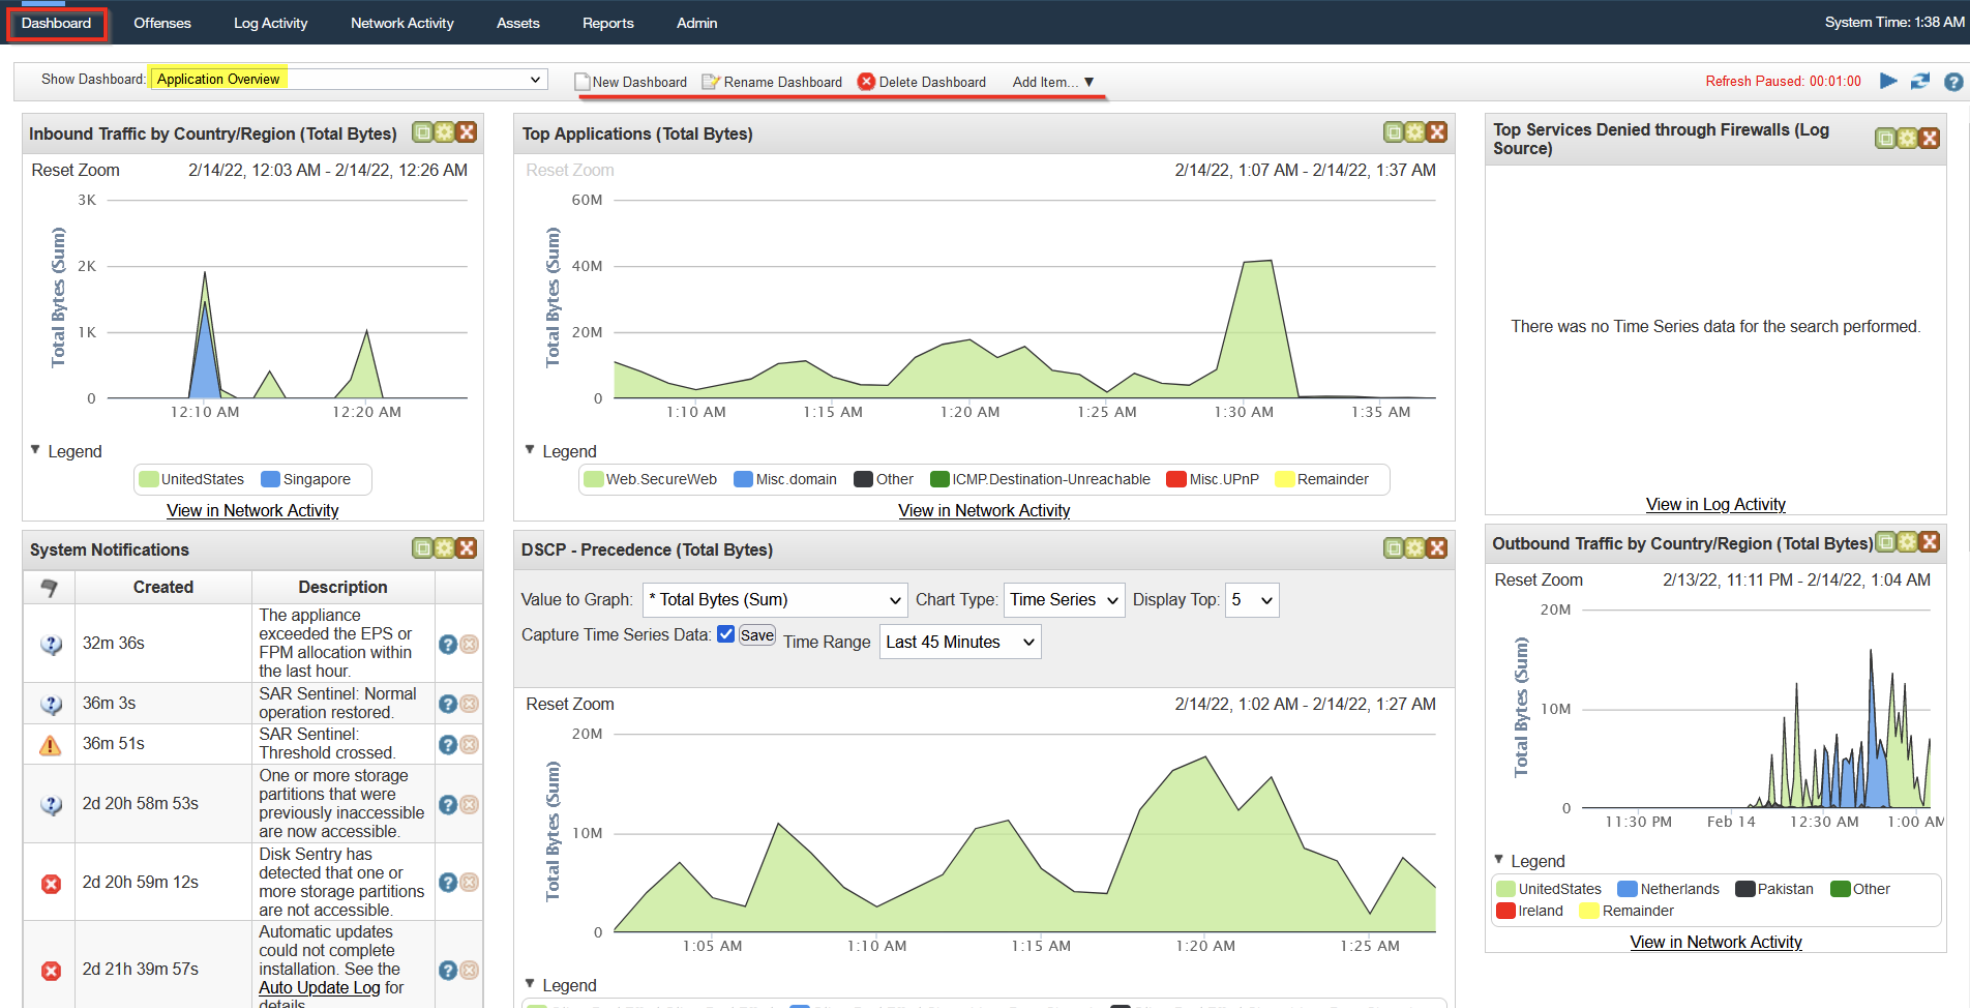 Dashboard Offenses Log Activity Network Activity Assets Reports Admin System Time: 1:38 AM
Show Dashboard: Application Overview New Dashboard Rename Dashboard Delete Dashboard Add Item... ▼ Refresh Paused: 00:01:00
Inbound Traffic by Country/Region (Total Bytes)
Reset Zoom 2/14/22, 12:03 AM - 2/14/22, 12:26 AM
Total Bytes (Sum)
3K
2K
1K
0
12:10 AM 12:20 AM
▼ Legend
UnitedStates Singapore
View in Network Activity
Top Applications (Total Bytes)
Reset Zoom 2/14/22, 1:07 AM - 2/14/22, 1:37 AM
Total Bytes (Sum)
60M
40M
20M
0
1:10 AM 1:15 AM 1:20 AM 1:25 AM 1:30 AM 1:35 AM
▼ Legend
Web.SecureWeb Misc.domain Other ICMP.Destination-Unreachable Misc.UPnP Remainder
View in Network Activity
Top Services Denied through Firewalls (Log
Source)
There was no Time Series data for the search performed.
View in Log Activity
System Notifications
Created Description
32m 36s
The appliance
exceeded the EPS or
FPM allocation within
the last hour.
36m 3s
SAR Sentinel: Normal
operation restored.
36m 51s
SAR Sentinel:
Threshold crossed.
2d 20h 58m 53s
One or more storage
partitions that were
previously inaccessible
are now accessible.
2d 20h 59m 12s
Disk Sentry has
detected that one or
more storage partitions
are not accessible.
2d 21h 39m 57s
Automatic updates
could not complete
installation. See the
Auto Update Log for
details.
DSCP - Precedence (Total Bytes)
Value to Graph: * Total Bytes (Sum) Chart Type: Time Series Display Top: 5
Capture Time Series Data: Save Time Range Last 45 Minutes
Reset Zoom 2/14/22, 1:02 AM - 2/14/22, 1:27 AM
Total Bytes (Sum)
20M
10M
0
1:05 AM 1:10 AM 1:15 AM 1:20 AM 1:25 AM
▼ Legend
Outbound Traffic by Country/Region (Total Bytes)
Reset Zoom 2/13/22, 11:11 PM - 2/14/22, 1:04 AM
Total Bytes (Sum)
20M
10M
0
11:30 PM Feb 14 12:30 AM 1:00 AM
▼ Legend
UnitedStates Netherlands Pakistan Other
Ireland Remainder
View in Network Activity